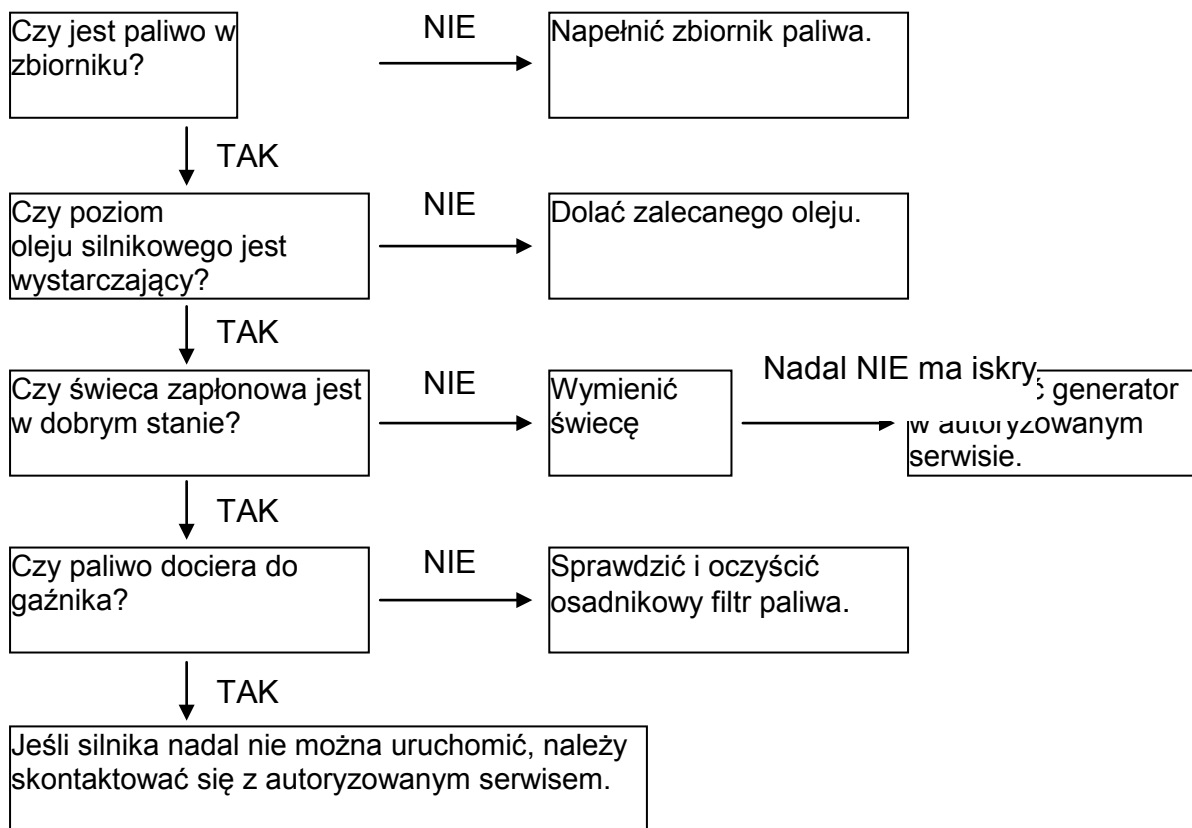 Czy jest paliwo w
zbiorniku?
NIE
Napełnić zbiornik paliwa.
TAK
Czy poziom
oleju silnikowego jest
wystarczający?
NIE
Dolać zalecanego oleju.
TAK
Czy świeca zapłonowa jest
w dobrym stanie?
NIE
Wymienić
świecę
Nadal NIE ma iskry
generator
w autoryzowanym
serwisie.
TAK
Czy paliwo dociera do
gaźnika?
NIE
Sprawdzić i oczyścić
osadnikowy filtr paliwa.
TAK
Jeśli silnika nadal nie można uruchomić, należy
skontaktować się z autoryzowanym serwisem.